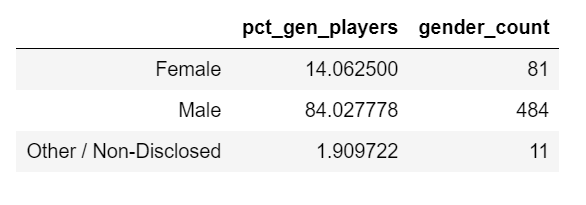 pct_gen_players gender_count
Female 14.062500 81
Male 84.027778 484
Other / Non-Disclosed 1.909722 11